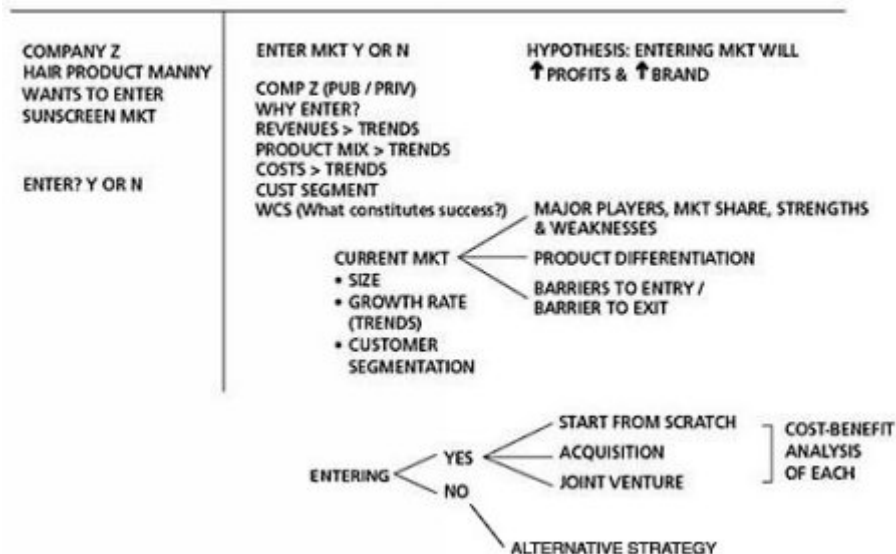 COMPANY Z
HAIR PRODUCT MANNY
WANTS TO ENTER
SUNSCREEN MKT
ENTER? Y OR N
ENTER MKT Y OR N
COMP Z (PUB / PRIV)
WHY ENTER?
REVENUES > TRENDS
PRODUCT MIX > TRENDS
COSTS > TRENDS
CUST SEGMENT
WCS (What constitutes success?)
HYPOTHESIS: ENTERING MKT WILL
↑ PROFITS & ↑ BRAND
CURRENT MKT
• SIZE
• GROWTH RATE
(TRENDS)
• CUSTOMER
SEGMENTATION
MAJOR PLAYERS, MKT SHARE, STRENGTHS
& WEAKNESSES
PRODUCT DIFFERENTIATION
BARRIERS TO ENTRY /
BARRIER TO EXIT
ENTERING
YES
NO
START FROM SCRATCH
ACQUISITION
JOINT VENTURE
COST-BENEFIT
ANALYSIS
OF EACH
ALTERNATIVE STRATEGY